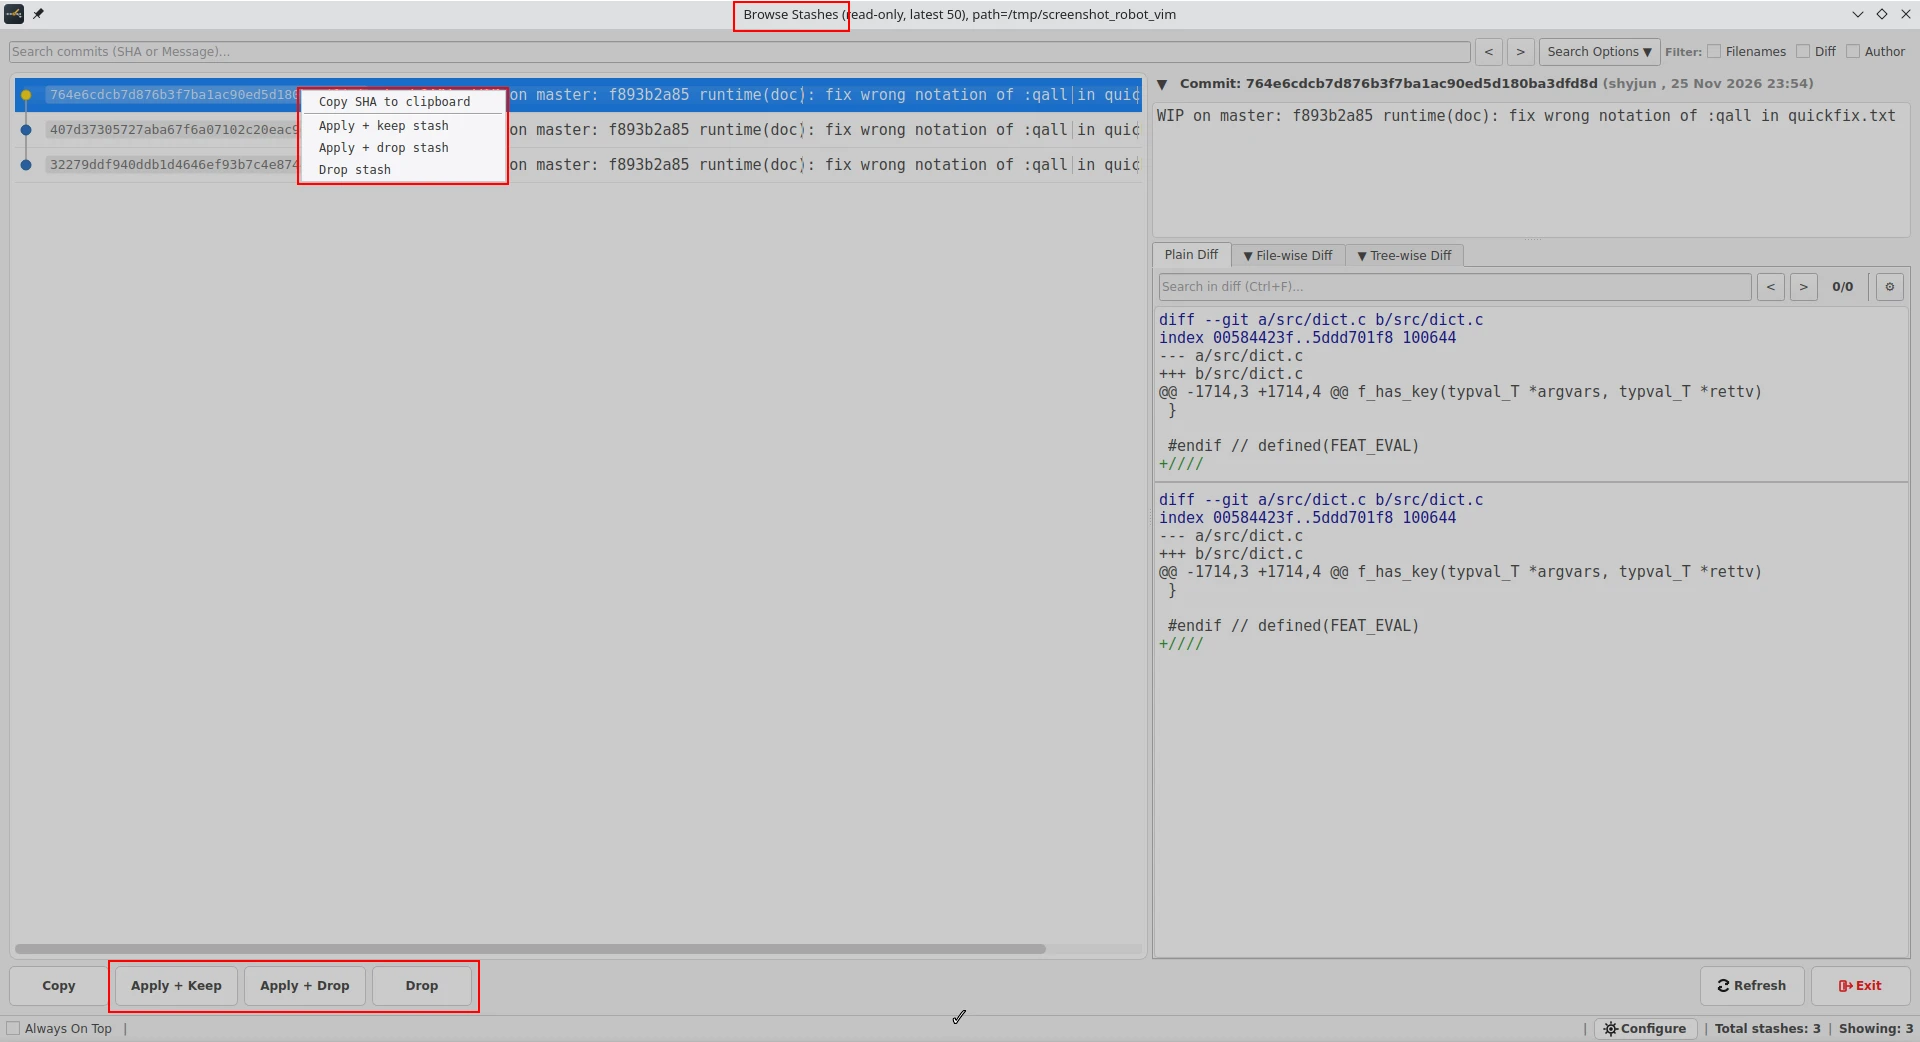 Browse Stashes (read-only, latest 50), path=/tmp/screenshot_robot_vim
Search commits (SHA or Message)...
< > Search Options ▼ Filter: Filenames Diff Author
764e6cdcb7d876b3f7ba1ac90ed5d180 on master: f893b2a85 runtime(doc): fix wrong notation of :qall in quic
407d37305727aba67f6a07102c20eac9 on master: f893b2a85 runtime(doc): fix wrong notation of :qall in quic
32279ddf940ddb1d4646ef93b7c4e874 on master: f893b2a85 runtime(doc): fix wrong notation of :qall in quic
Copy SHA to clipboard
Apply + keep stash
Apply + drop stash
Drop stash
▼ Commit: 764e6cdcb7d876b3f7ba1ac90ed5d180ba3dfd8d (shyjun , 25 Nov 2026 23:54)
WIP on master: f893b2a85 runtime(doc): fix wrong notation of :qall in quickfix.txt
Plain Diff ▼ File-wise Diff ▼ Tree-wise Diff
Search in diff (Ctrl+F)... < > 0/0
diff --git a/src/dict.c b/src/dict.c
index 00584423f..5ddd701f8 100644
--- a/src/dict.c
+++ b/src/dict.c
@@ -1714,3 +1714,4 @@ f_has_key(typval_T *argvars, typval_T *rettv)
 }
 #endif // defined(FEAT_EVAL)
+////
diff --git a/src/dict.c b/src/dict.c
index 00584423f..5ddd701f8 100644
--- a/src/dict.c
+++ b/src/dict.c
@@ -1714,3 +1714,4 @@ f_has_key(typval_T *argvars, typval_T *rettv)
 }
 #endif // defined(FEAT_EVAL)
+////
Copy Apply + Keep Apply + Drop Drop Refresh Exit
Always On Top | | Configure | Total stashes: 3 | Showing: 3